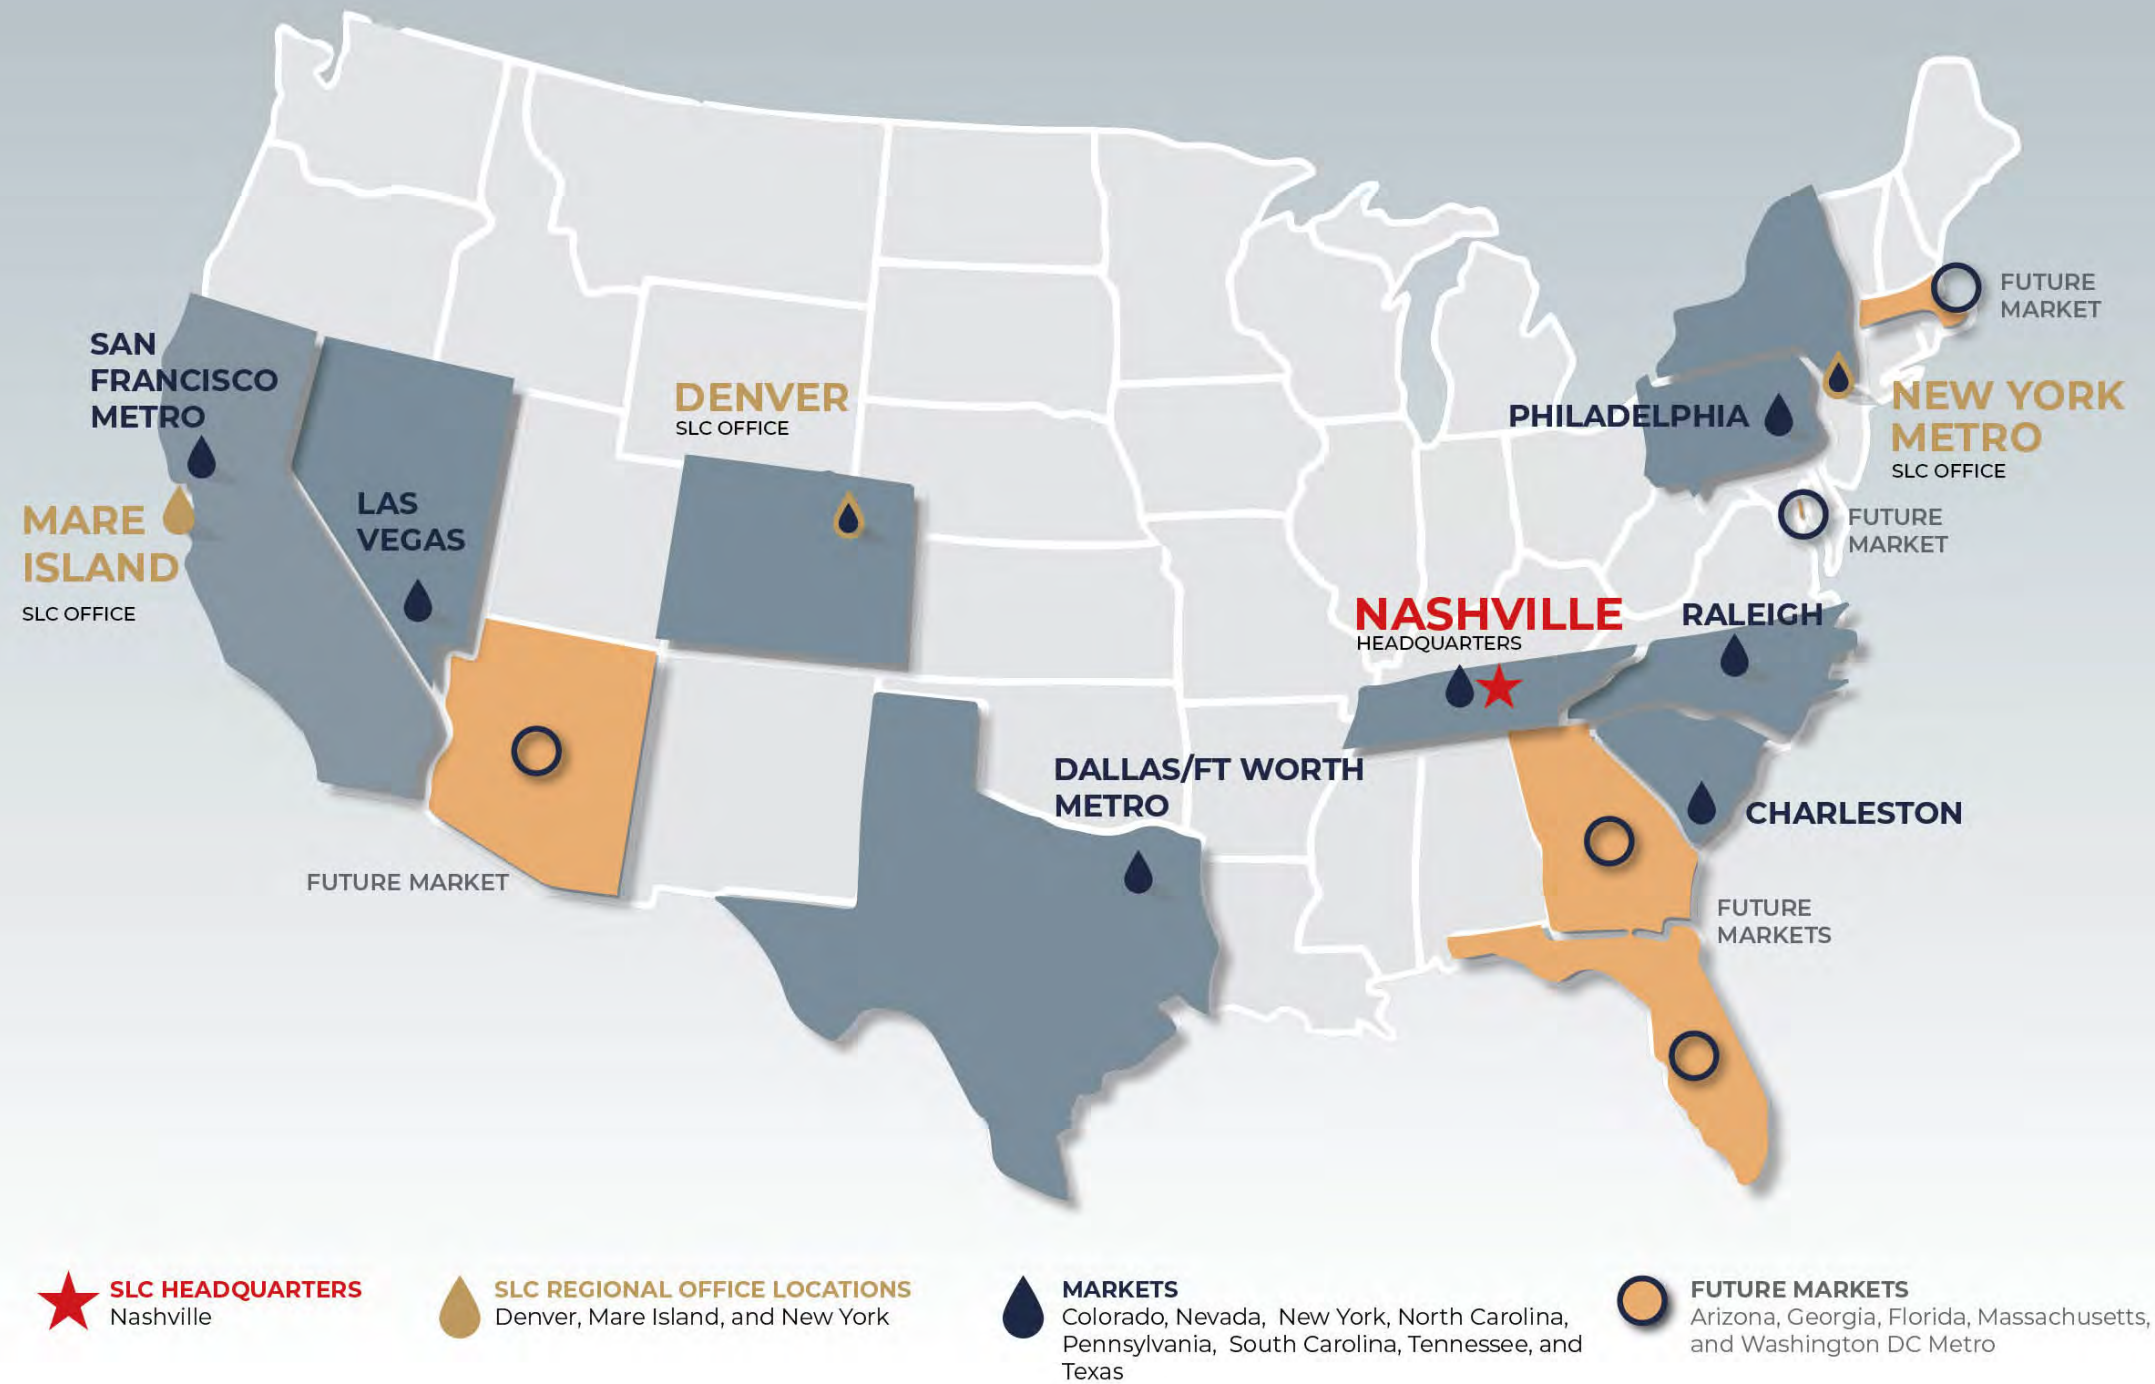 FUTURE
MARKET
SAN
FRANCISCO
METRO
DENVER
SLC OFFICE
PHILADELPHIA
NEW YORK
METRO
SLC OFFICE
LAS
VEGAS
MARE
ISLAND
SLC OFFICE
FUTURE
MARKET
NASHVILLE
HEADQUARTERS
RALEIGH
DALLAS/FT WORTH
METRO
CHARLESTON
FUTURE MARKET
FUTURE
MARKETS
SLC HEADQUARTERS
Nashville
SLC REGIONAL OFFICE LOCATIONS
Denver, Mare Island, and New York
MARKETS
Colorado, Nevada, New York, North Carolina,
Pennsylvania, South Carolina, Tennessee, and
Texas
FUTURE MARKETS
Arizona, Georgia, Florida, Massachusetts,
and Washington DC Metro